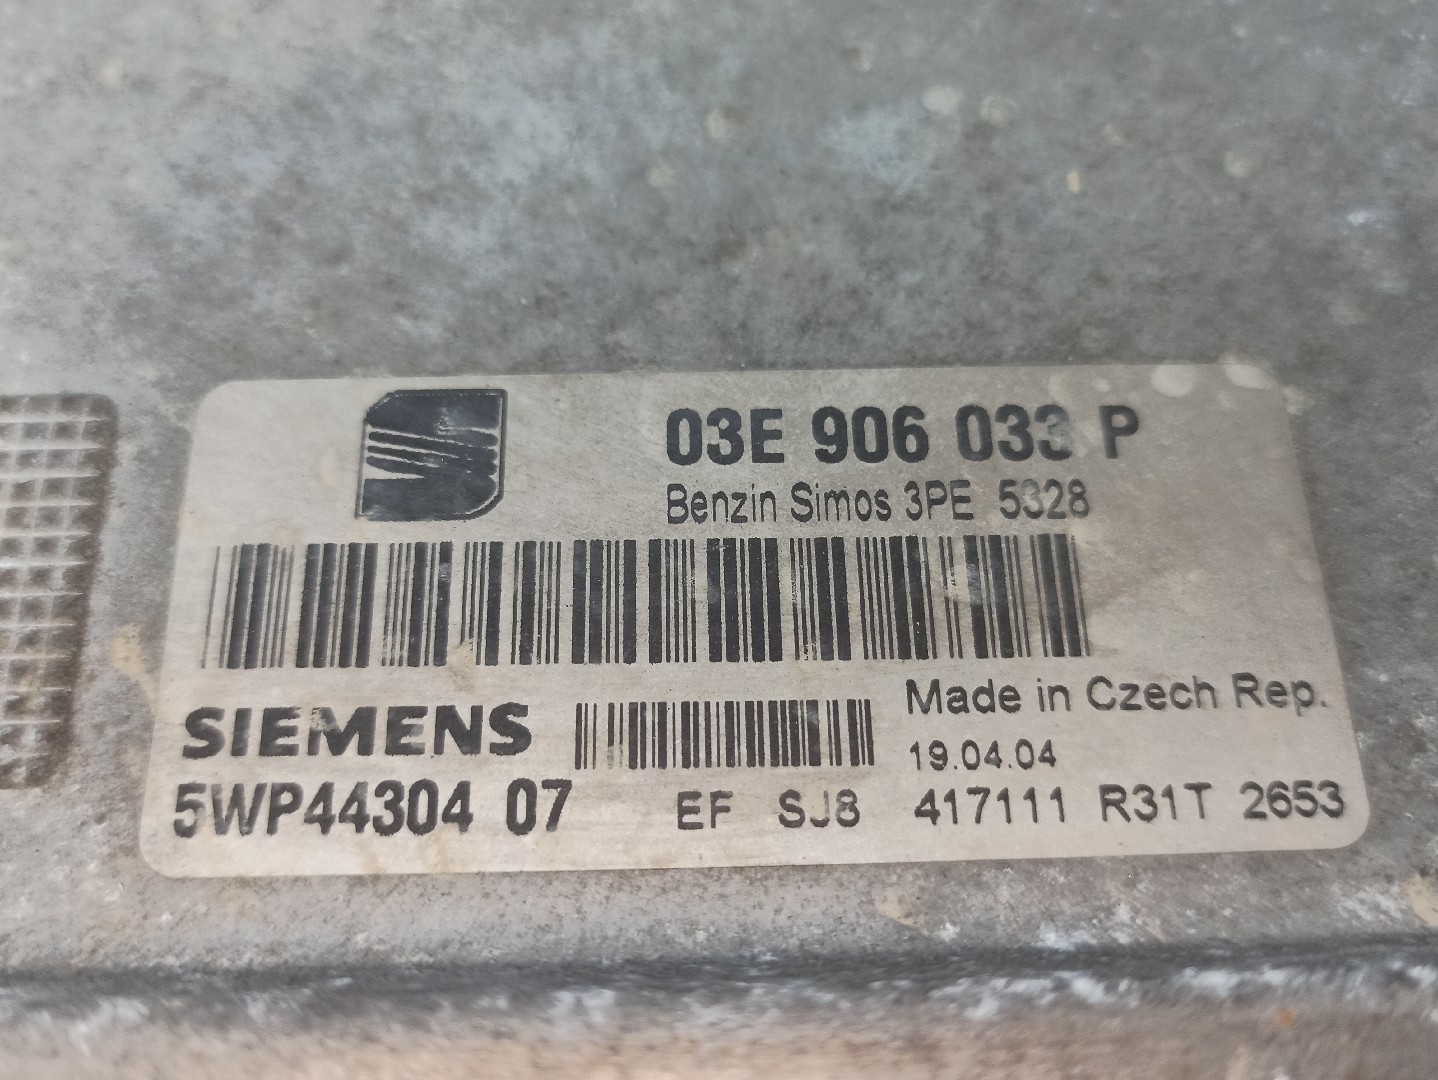 03E 906 033 P
Benzin Simos 3PE 5328
Made in Czech Rep.
SIEMENS
19.04.04
5WP44304 07 EF SJ8 417111 R31T 2653